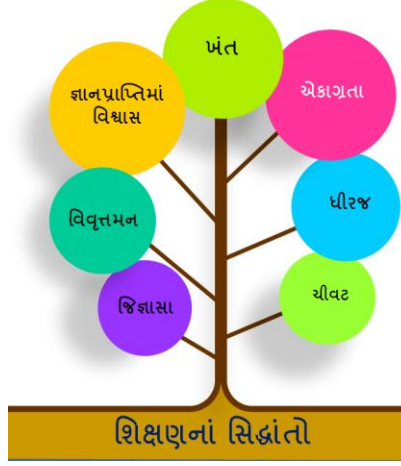 ખંત
જ્ઞાનપ્રાપ્તિમાં
વિશ્વાસ
એકાગ્રતા
વિવૃત્તમન
ધીરજ
જિજ્ઞાસા
ચીવટ
શિક્ષણનાં સિદ્ધાંતો